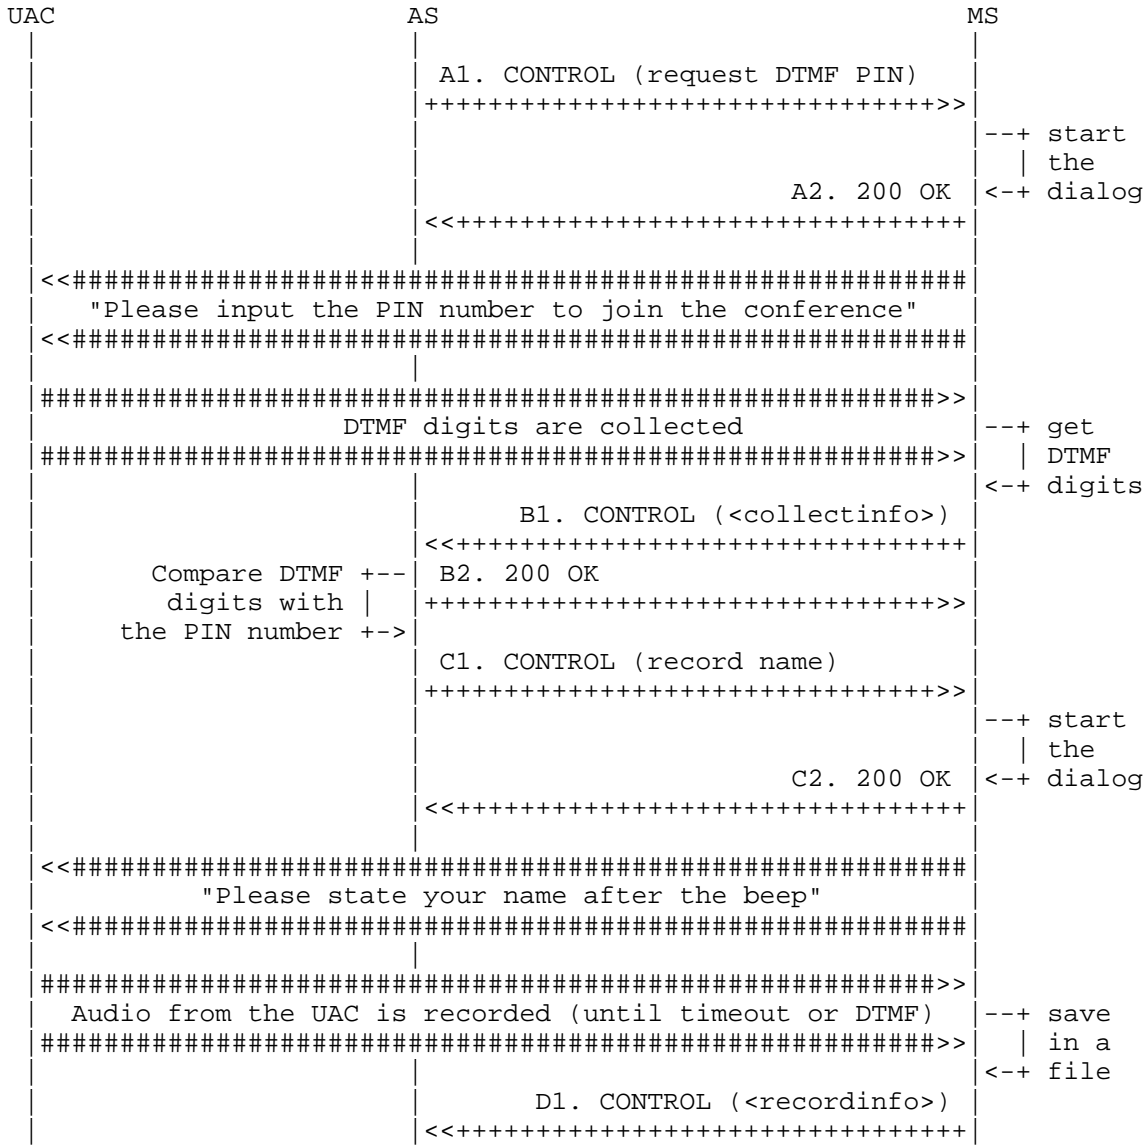 UAC AS MS
A1. CONTROL (request DTMF PIN)
++++++++++++++++++++++++++++++++>>
--+ start
| the
A2. 200 OK <-+ dialog
<<++++++++++++++++++++++++++++++++
<<########################################################
"Please input the PIN number to join the conference"
<<########################################################
########################################################>>
DTMF digits are collected --+ get
########################################################>> | DTMF
<-+ digits
B1. CONTROL (<collectinfo>)
<<++++++++++++++++++++++++++++++++
Compare DTMF +-- B2. 200 OK
digits with | ++++++++++++++++++++++++++++++++>>
the PIN number +->
C1. CONTROL (record name)
++++++++++++++++++++++++++++++++>>
--+ start
| the
C2. 200 OK <-+ dialog
<<++++++++++++++++++++++++++++++++
<<########################################################
"Please state your name after the beep"
<<########################################################
########################################################>>
Audio from the UAC is recorded (until timeout or DTMF) --+ save
########################################################>> | in a
<-+ file
D1. CONTROL (<recordinfo>)
<<++++++++++++++++++++++++++++++++